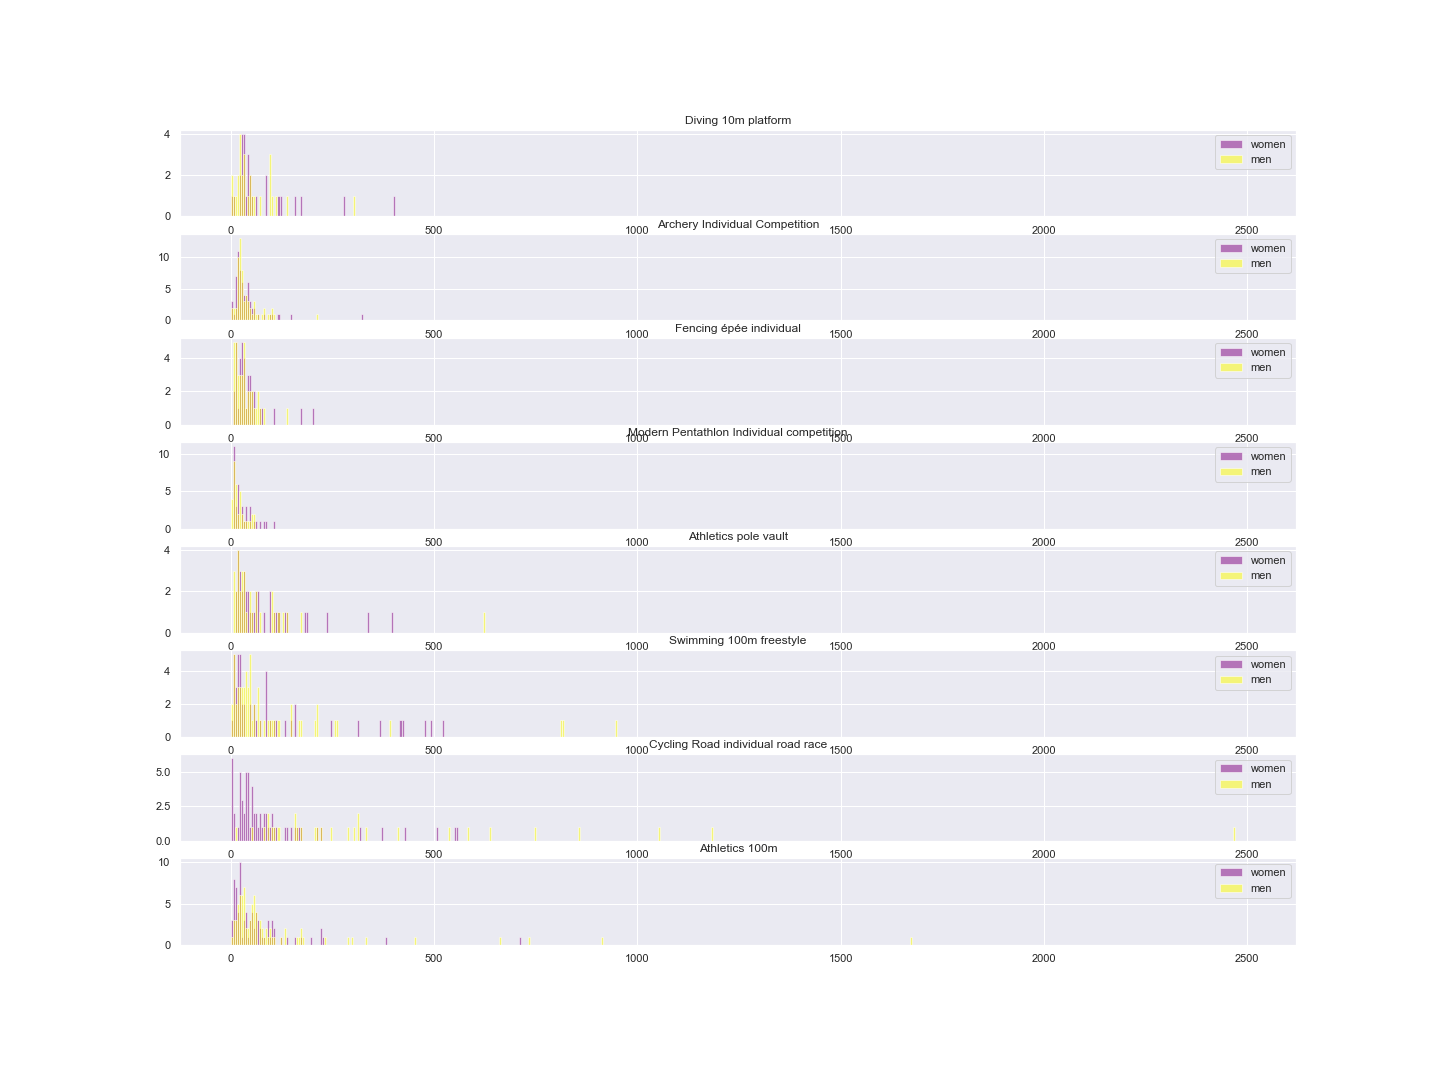 Diving 10m platform
4
2
0
women
men
0 500 1000 1500 2000 2500
Archery Individual Competition
10
5
0
women
men
0 500 1000 1500 2000 2500
Fencing épée individual
4
2
0
women
men
0 500 1000 1500 2000 2500
Modern Pentathlon Individual competition
10
5
0
women
men
0 500 1000 1500 2000 2500
Athletics pole vault
4
2
0
women
men
0 500 1000 1500 2000 2500
Swimming 100m freestyle
4
2
0
women
men
0 500 1000 1500 2000 2500
Cycling Road individual road race
5.0
2.5
0.0
women
men
0 500 1000 1500 2000 2500
Athletics 100m
10
5
0
women
men
0 500 1000 1500 2000 2500